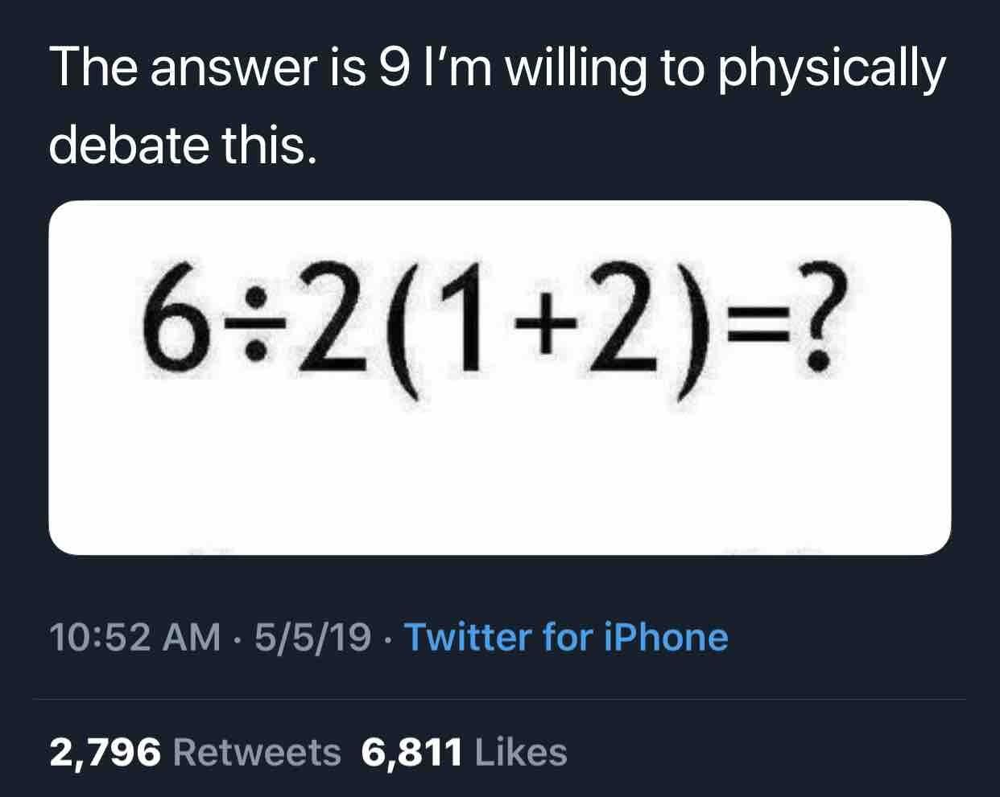 The answer is 9 I’m willing to physically
debate this.
6÷2(1+2)=?
10:52 AM · 5/5/19 · Twitter for iPhone
2,796 Retweets 6,811 Likes